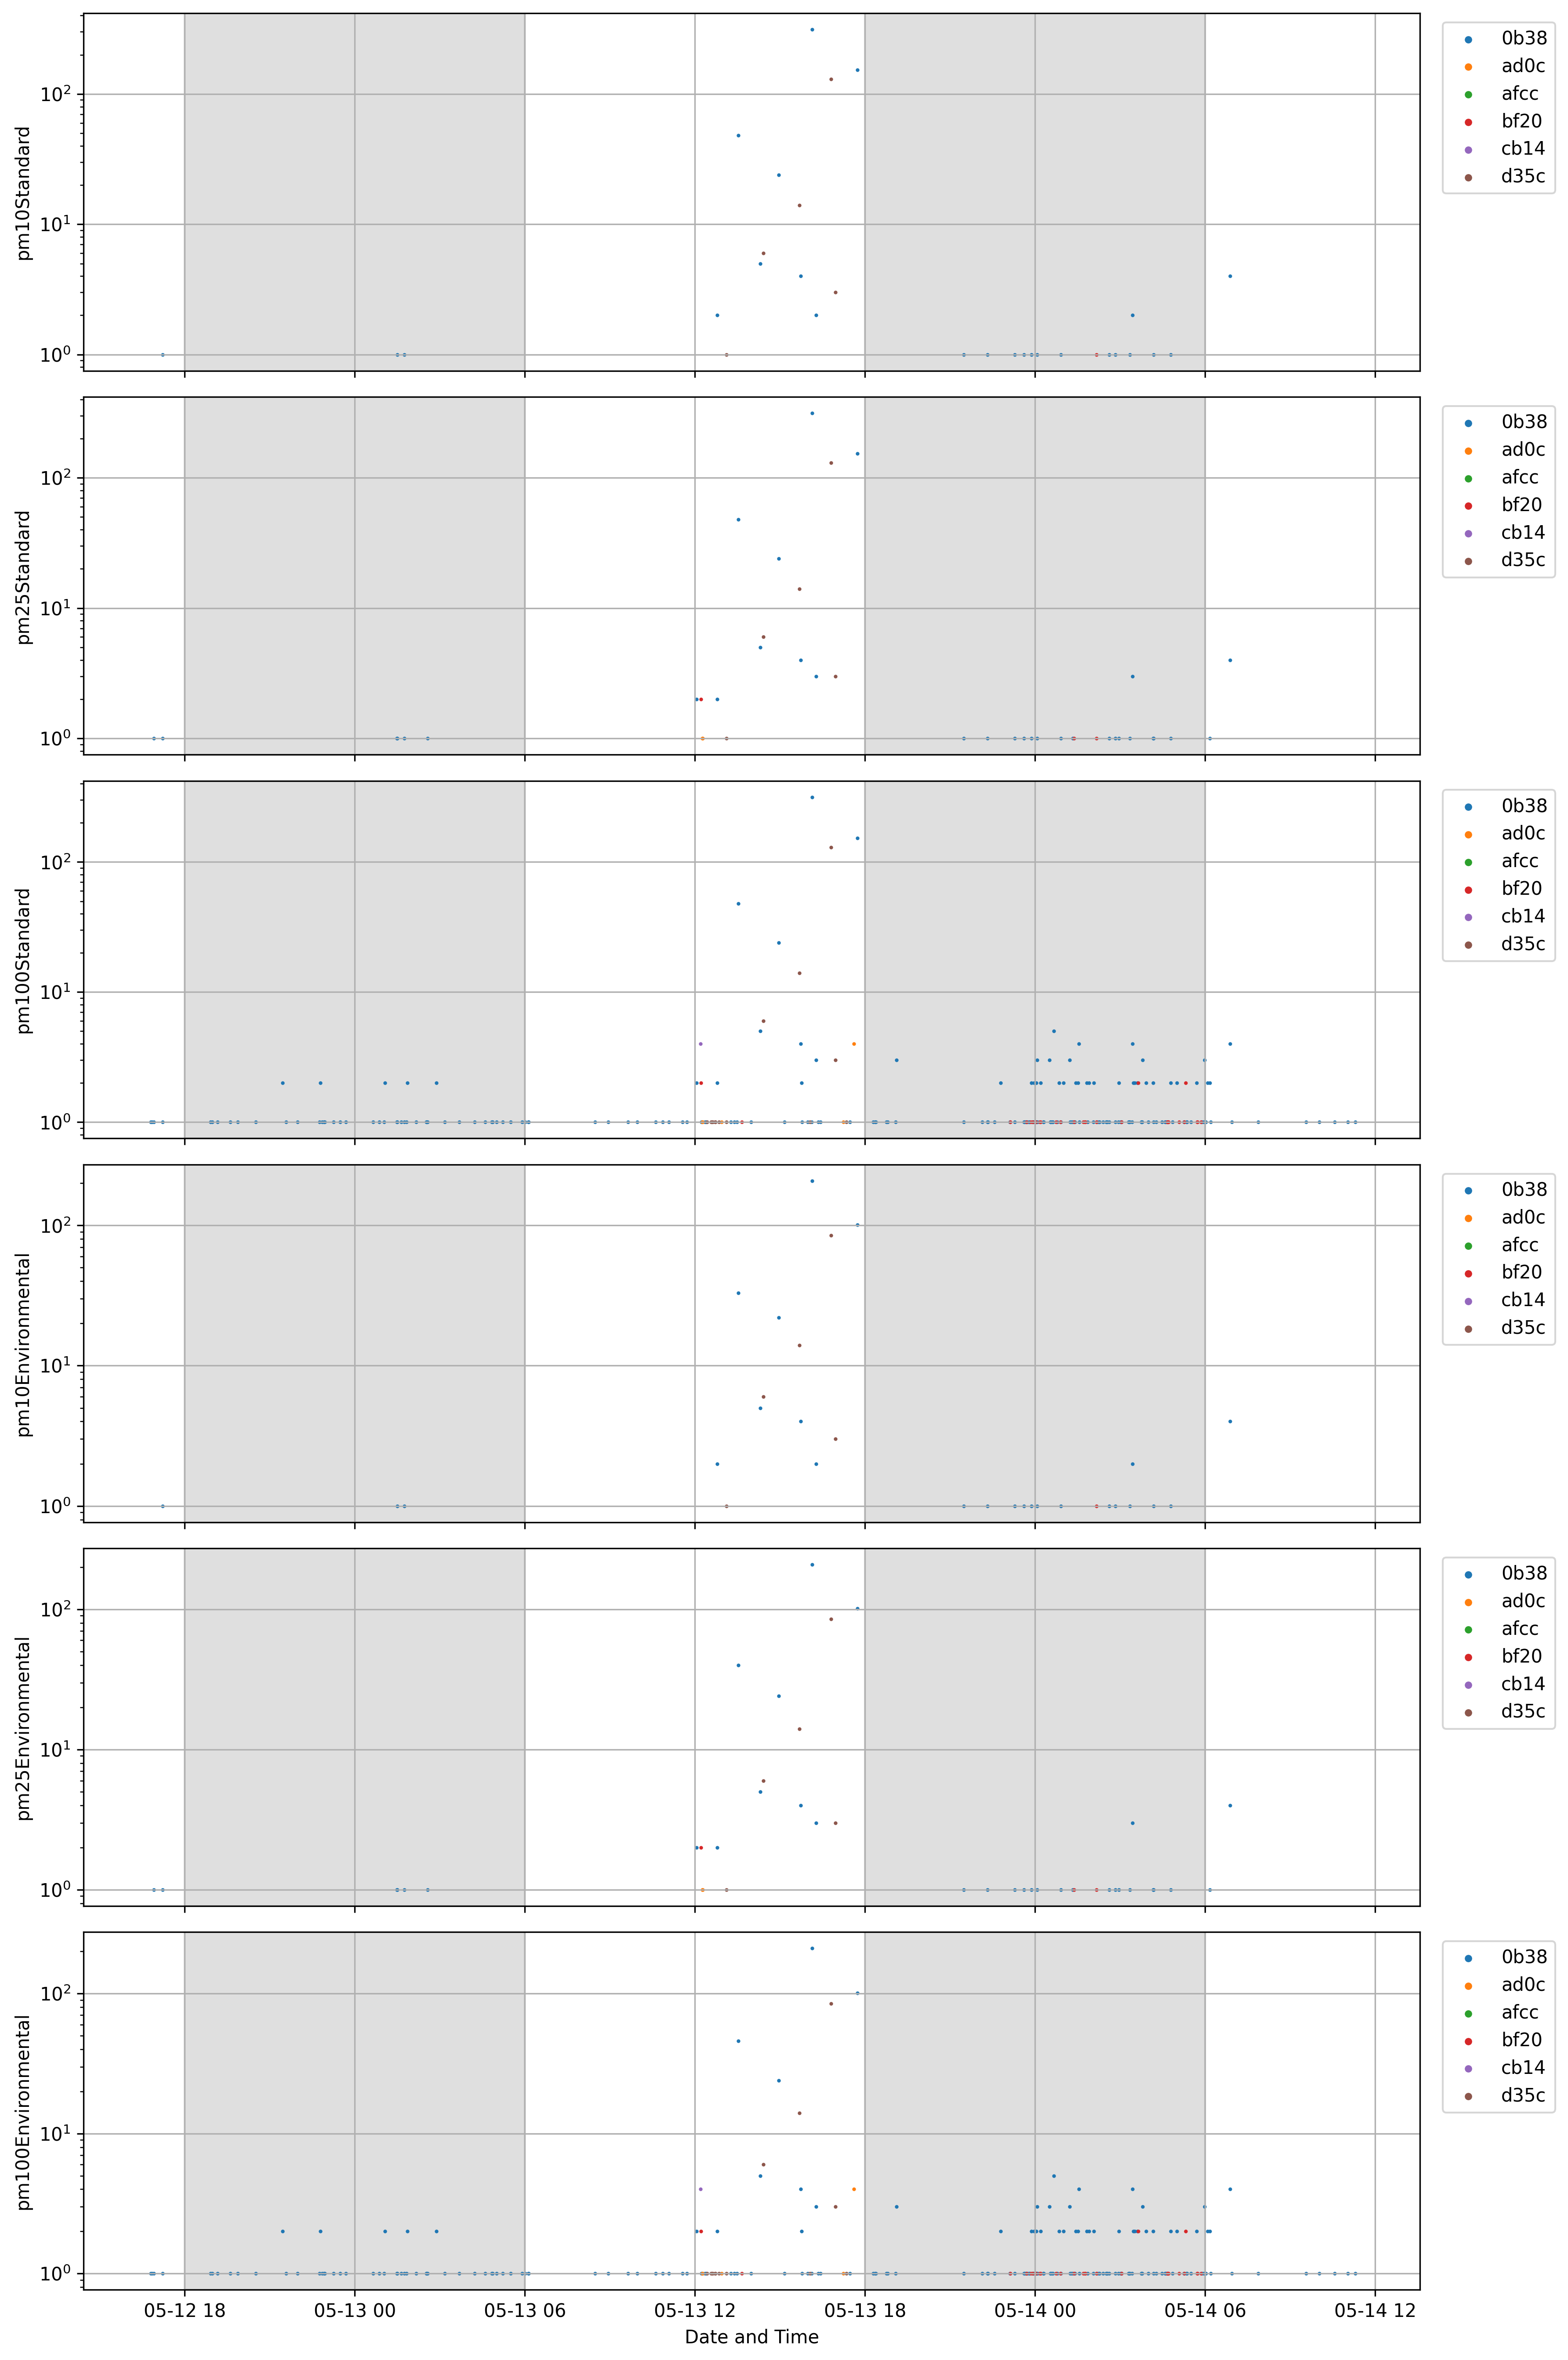 pm10Standard
10²
10¹
10⁰
0b38
ad0c
afcc
bf20
cb14
d35c
pm25Standard
10²
10¹
10⁰
0b38
ad0c
afcc
bf20
cb14
d35c
pm100Standard
10²
10¹
10⁰
0b38
ad0c
afcc
bf20
cb14
d35c
pm10Environmental
10²
10¹
10⁰
0b38
ad0c
afcc
bf20
cb14
d35c
pm25Environmental
10²
10¹
10⁰
0b38
ad0c
afcc
bf20
cb14
d35c
pm100Environmental
10²
10¹
10⁰
0b38
ad0c
afcc
bf20
cb14
d35c
05-12 18 05-13 00 05-13 06 05-13 12 05-13 18 05-14 00 05-14 06 05-14 12
Date and Time